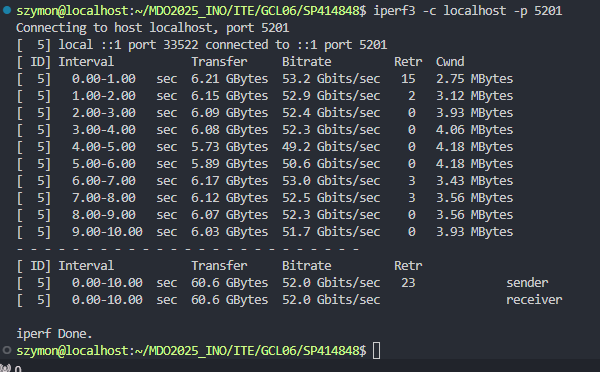 szymon@localhost:~/MDO2025_INO/ITE/GCL06/SP414848$ iperf3 -c localhost -p 5201
Connecting to host localhost, port 5201
[  5] local ::1 port 33522 connected to ::1 port 5201
[ ID] Interval           Transfer     Bitrate         Retr  Cwnd
[  5]   0.00-1.00   sec  6.21 GBytes  53.2 Gbits/sec   15   2.75 MBytes
[  5]   1.00-2.00   sec  6.15 GBytes  52.9 Gbits/sec    2   3.12 MBytes
[  5]   2.00-3.00   sec  6.09 GBytes  52.4 Gbits/sec    0   3.93 MBytes
[  5]   3.00-4.00   sec  6.08 GBytes  52.3 Gbits/sec    0   4.06 MBytes
[  5]   4.00-5.00   sec  5.73 GBytes  49.2 Gbits/sec    0   4.18 MBytes
[  5]   5.00-6.00   sec  5.89 GBytes  50.6 Gbits/sec    0   4.18 MBytes
[  5]   6.00-7.00   sec  6.17 GBytes  53.0 Gbits/sec    3   3.43 MBytes
[  5]   7.00-8.00   sec  6.12 GBytes  52.5 Gbits/sec    3   3.56 MBytes
[  5]   8.00-9.00   sec  6.07 GBytes  52.3 Gbits/sec    0   3.56 MBytes
[  5]   9.00-10.00  sec  6.03 GBytes  51.7 Gbits/sec    0   3.93 MBytes
- - - - - - - - - - - - - - - - - - - - - - - - -
[ ID] Interval           Transfer     Bitrate         Retr
[  5]   0.00-10.00  sec  60.6 GBytes  52.0 Gbits/sec   23             sender
[  5]   0.00-10.00  sec  60.6 GBytes  52.0 Gbits/sec                  receiver
iperf Done.
szymon@localhost:~/MDO2025_INO/ITE/GCL06/SP414848$
0